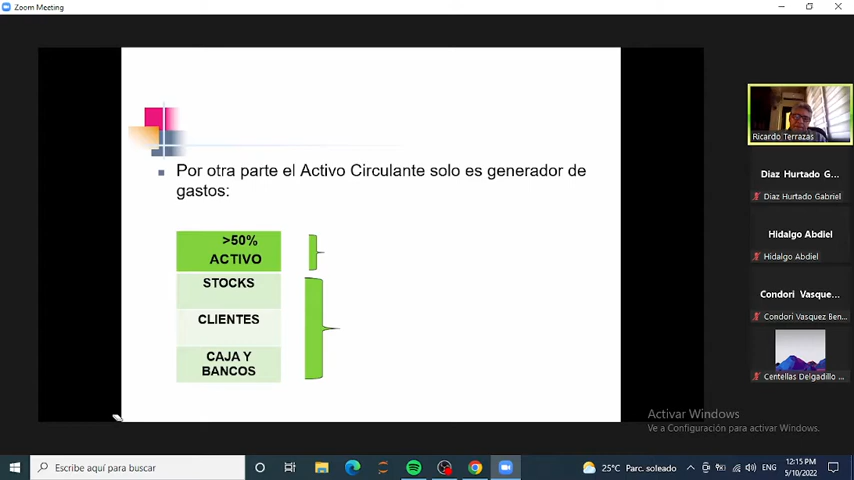 Zoom Meeting
Por otra parte el Activo Circulante solo es generador de
gastos:
>50%
ACTIVO
STOCKS
CLIENTES
CAJA Y
BANCOS
Ricardo Terrazas
Diaz Hurtado G...
Diaz Hurtado Gabriel
Hidalgo Abdiel
Hidalgo Abdiel
Condori Vasque...
Condori Vasquez Ben...
Centellas Delgadillo ...
Activar Windows
Ve a Configuración para activar Windows.
Escribe aquí para buscar
25°C Parc. soleado
ENG
12:15 PM
5/10/2022